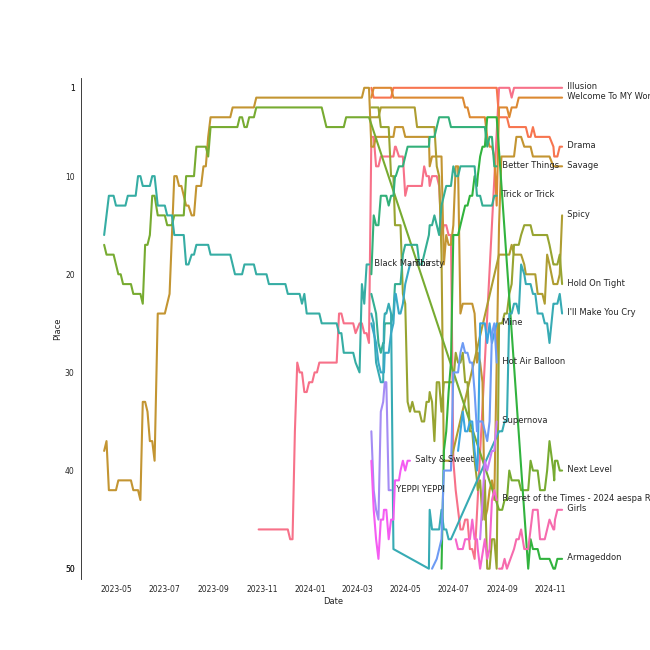 1
10
20
30
40
50
Place
Illusion
Welcome To MY Wor
Drama
Better Things
Savage
Trick or Trick
Spicy
Black Mamba
Thirsty
Hold On Tight
I'll Make You Cry
Mine
Hot Air Balloon
Supernova
Salty & Sweet
Next Level
YEPPI YEPPI
Regret of the Times - 2024 aespa R
Girls
Armageddon
2023-05
2023-07
2023-09
2023-11
2024-01
2024-03
2024-05
2024-07
2024-09
2024-11
Date